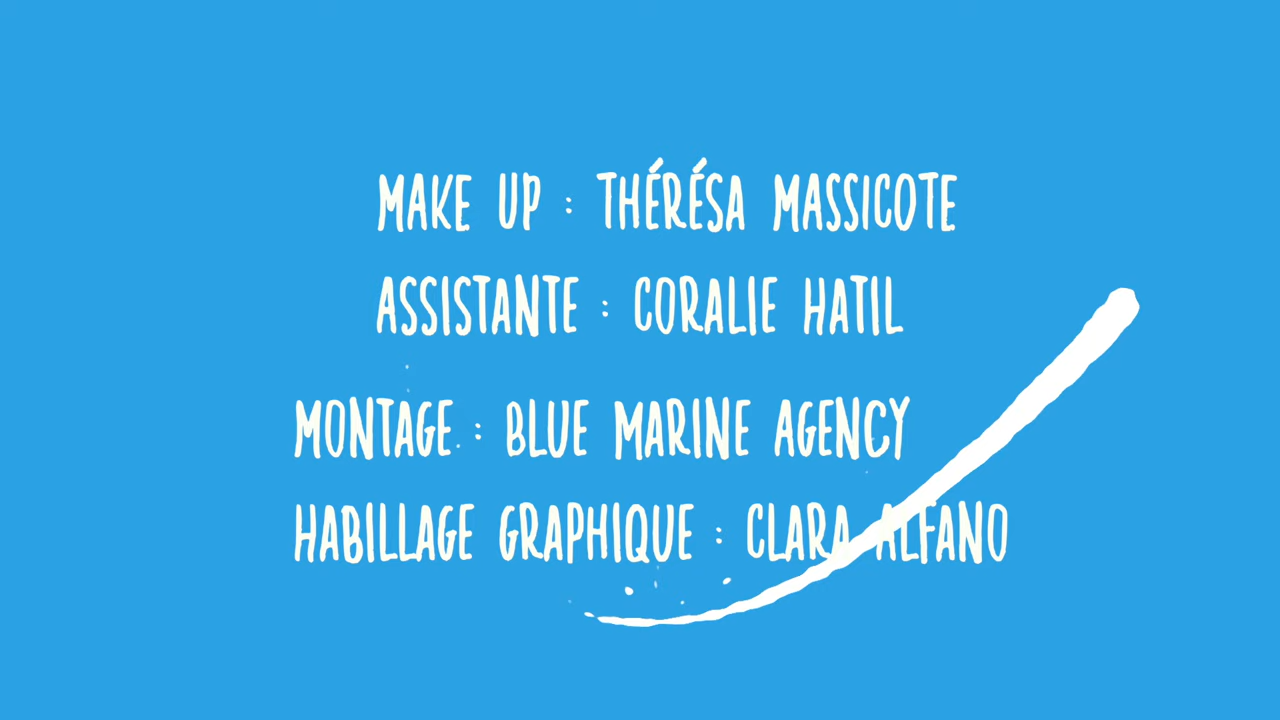 MAKE UP : THÉRÉSA MASSICOTE
ASSISTANTE : CORALIE HATIL
MONTAGE : BLUE MARINE AGENCY
HABILLAGE GRAPHIQUE : CLARA ALFANO